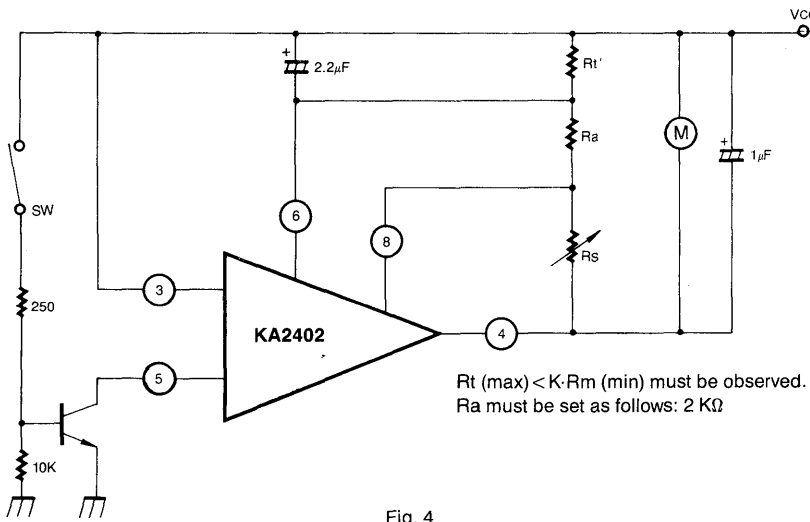 Vcc
+
2.2µF
Rt'
Ra
M
+
1µF
SW
6
8
Rs
250
3
KA2402
4
5
Rt (max) < K·Rm (min) must be observed.
Ra must be set as follows: 2 KΩ
10K
Fig. 4